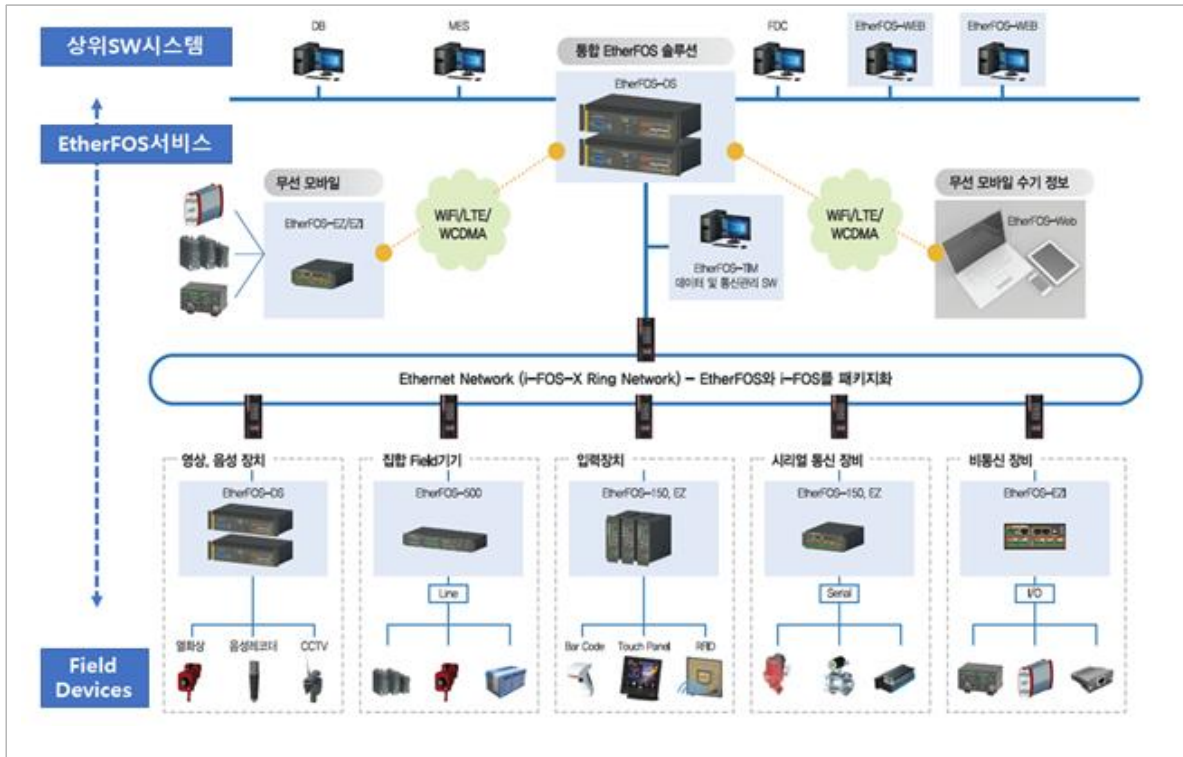 상위SW시스템
DB
MES
통합 EtherFOS 솔루션
EtherFOS-OS
FDC
EtherFOS-WEB
EtherFOS-WEB
EtherFOS서비스
무선 모바일
EtherFOS-EZ/EZI
WiFi/LTE/
WCDMA
EtherFOS-TIM
데이터 및 통신관리 SW
WiFi/LTE/
WCDMA
무선 모바일 수기 정보
EtherFOS-Web
Ethernet Network (i-FOS-X Ring Network) - EtherFOS와 i-FOS를 패키지화
영상, 음성 장치
EtherFOS-OS
열화상
음성레코더
CCTV
집합 Field기기
EtherFOS-500
Line
입력장치
EtherFOS-150, EZ
Bar Code
Touch Panel
RFID
시리얼 통신 장비
EtherFOS-150, EZ
Serial
비통신 장비
EtherFOS-EZI
I/O
Field
Devices